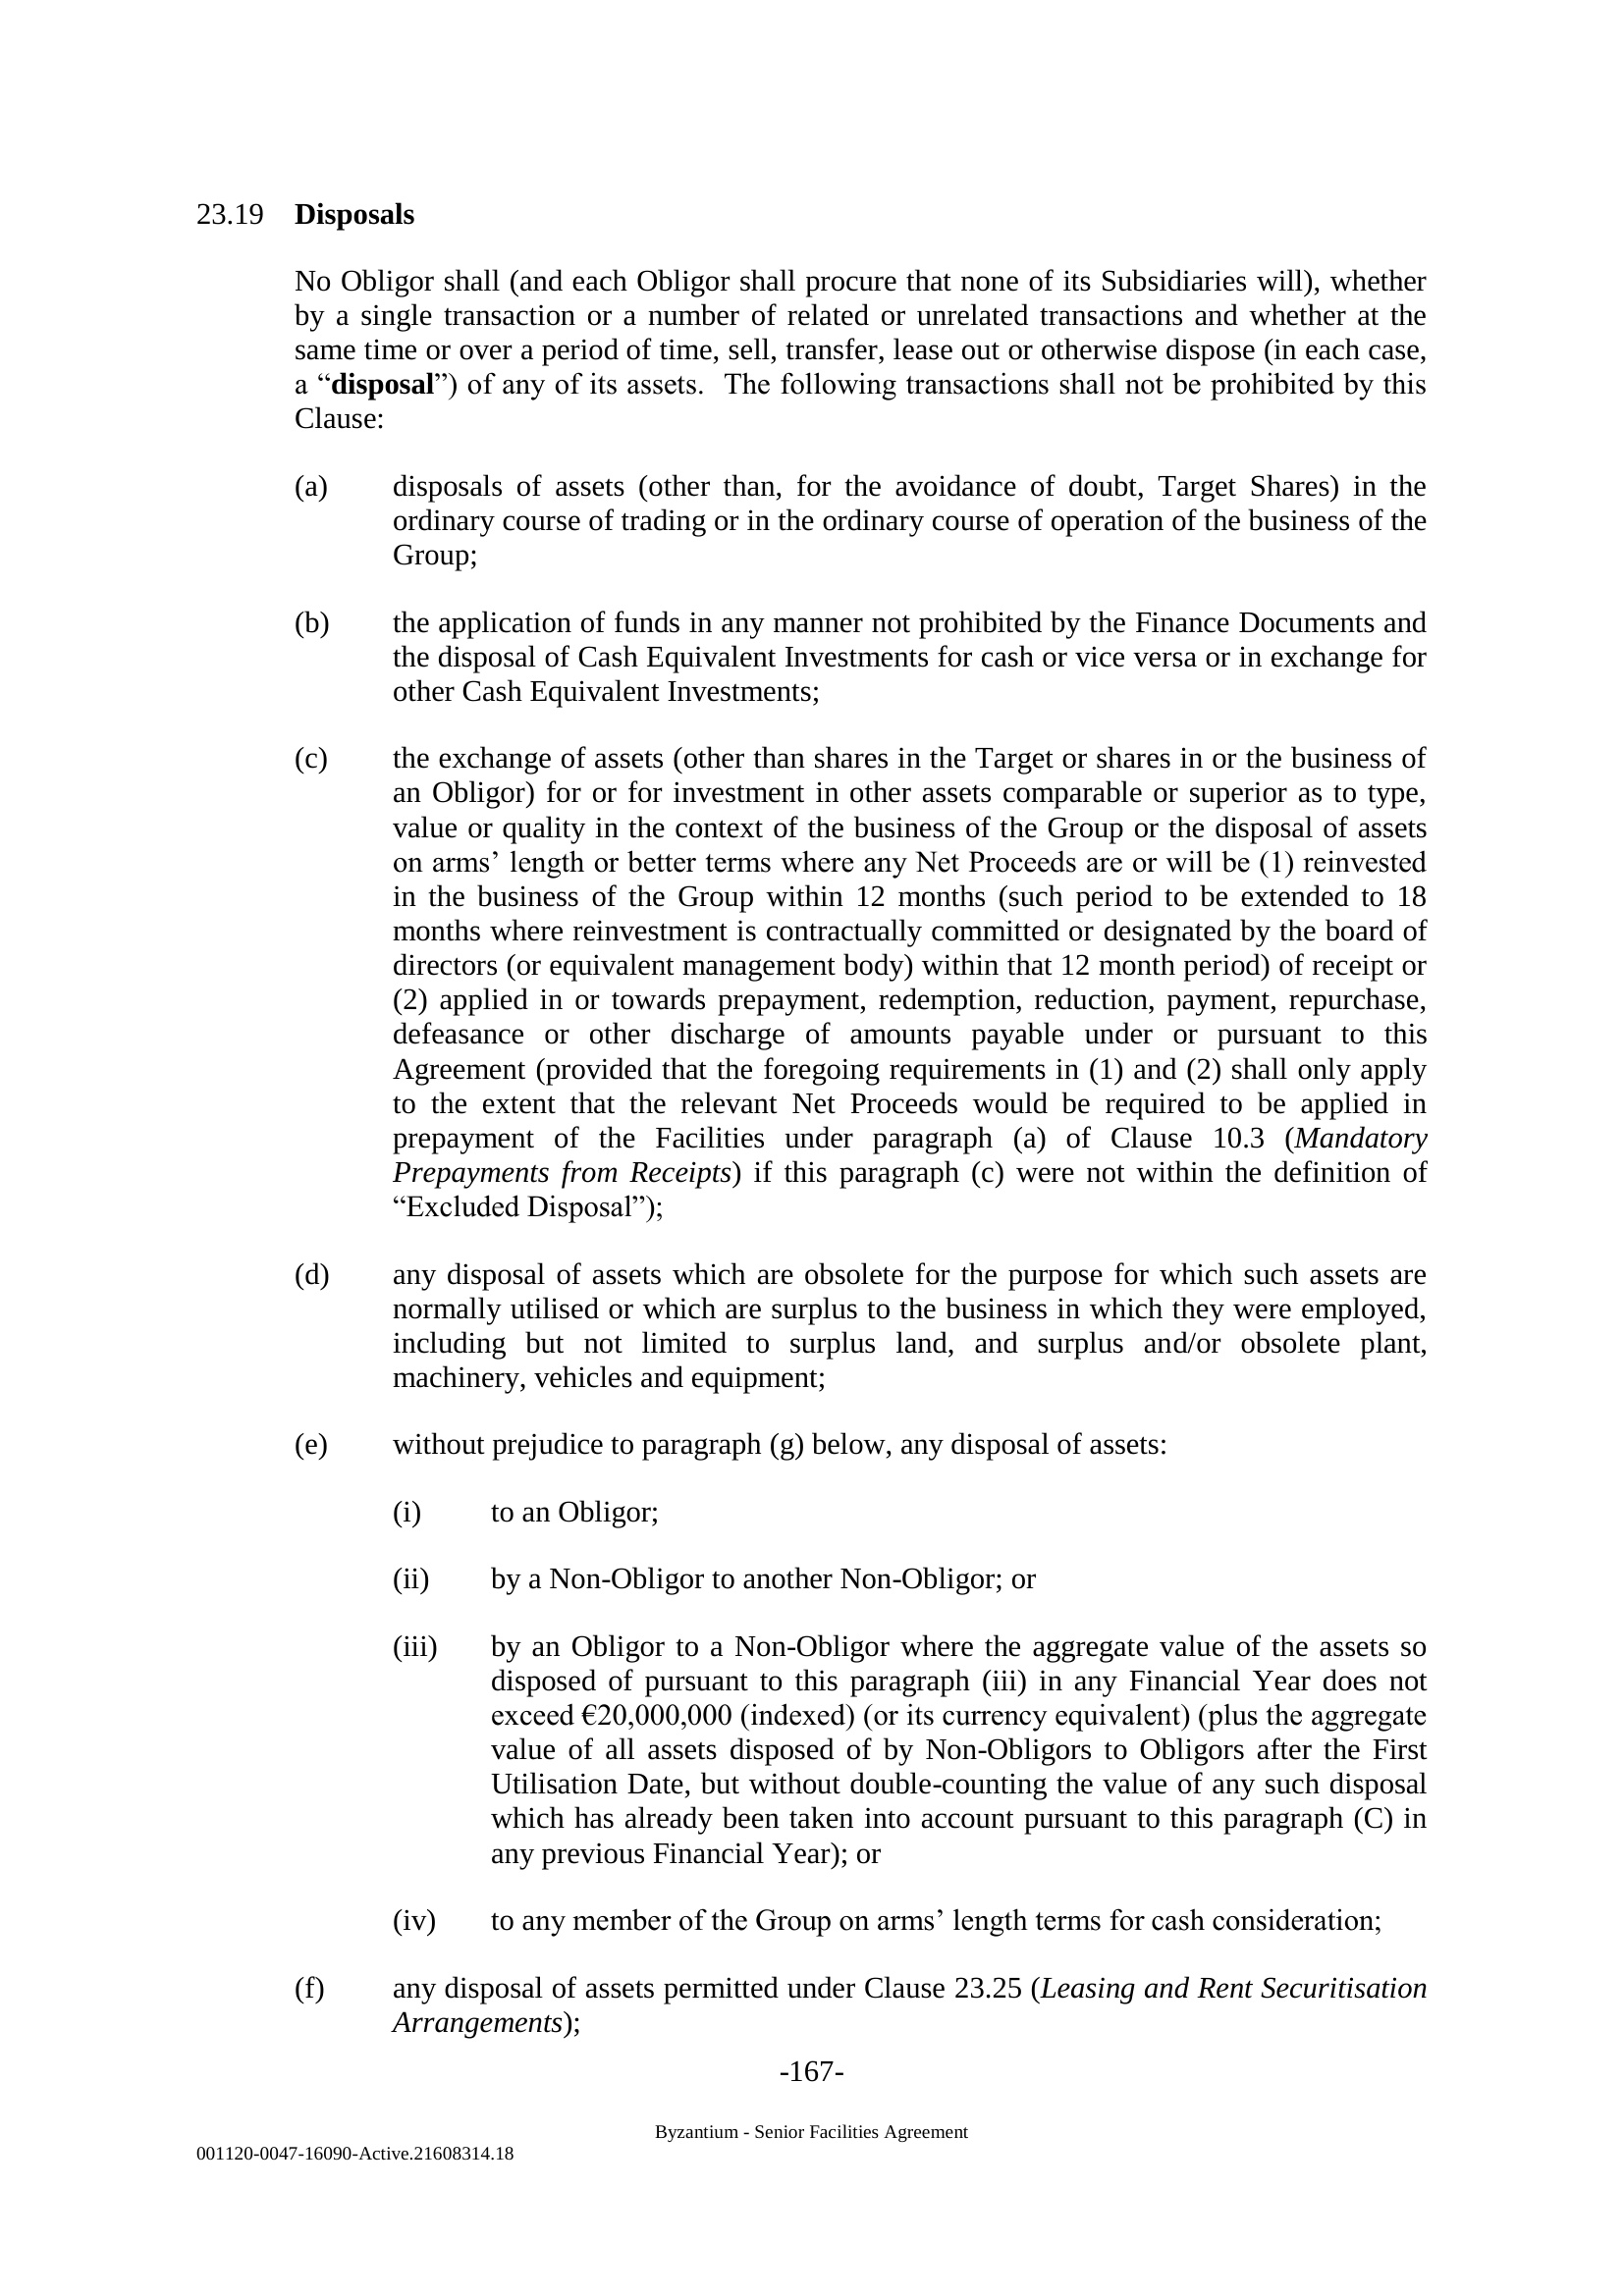 23.19 Disposals
No Obligor shall (and each Obligor shall procure that none of its Subsidiaries will), whether
by a single transaction or a number of related or unrelated transactions and whether at the
same time or over a period of time, sell, transfer, lease out or otherwise dispose (in each case,
a “disposal”) of any of its assets. The following transactions shall not be prohibited by this
Clause:
(a) disposals of assets (other than, for the avoidance of doubt, Target Shares) in the
ordinary course of trading or in the ordinary course of operation of the business of the
Group;
(b) the application of funds in any manner not prohibited by the Finance Documents and
the disposal of Cash Equivalent Investments for cash or vice versa or in exchange for
other Cash Equivalent Investments;
(c) the exchange of assets (other than shares in the Target or shares in or the business of
an Obligor) for or for investment in other assets comparable or superior as to type,
value or quality in the context of the business of the Group or the disposal of assets
on arms’ length or better terms where any Net Proceeds are or will be (1) reinvested
in the business of the Group within 12 months (such period to be extended to 18
months where reinvestment is contractually committed or designated by the board of
directors (or equivalent management body) within that 12 month period) of receipt or
(2) applied in or towards prepayment, redemption, reduction, payment, repurchase,
defeasance or other discharge of amounts payable under or pursuant to this
Agreement (provided that the foregoing requirements in (1) and (2) shall only apply
to the extent that the relevant Net Proceeds would be required to be applied in
prepayment of the Facilities under paragraph (a) of Clause 10.3 (Mandatory
Prepayments from Receipts) if this paragraph (c) were not within the definition of
“Excluded Disposal”);
(d) any disposal of assets which are obsolete for the purpose for which such assets are
normally utilised or which are surplus to the business in which they were employed,
including but not limited to surplus land, and surplus and/or obsolete plant,
machinery, vehicles and equipment;
(e) without prejudice to paragraph (g) below, any disposal of assets:
(i) to an Obligor;
(ii) by a Non-Obligor to another Non-Obligor; or
(iii) by an Obligor to a Non-Obligor where the aggregate value of the assets so
disposed of pursuant to this paragraph (iii) in any Financial Year does not
exceed €20,000,000 (indexed) (or its currency equivalent) (plus the aggregate
value of all assets disposed of by Non-Obligors to Obligors after the First
Utilisation Date, but without double-counting the value of any such disposal
which has already been taken into account pursuant to this paragraph (C) in
any previous Financial Year); or
(iv) to any member of the Group on arms’ length terms for cash consideration;
(f) any disposal of assets permitted under Clause 23.25 (Leasing and Rent Securitisation
Arrangements);
-167-
Byzantium - Senior Facilities Agreement
001120-0047-16090-Active.21608314.18